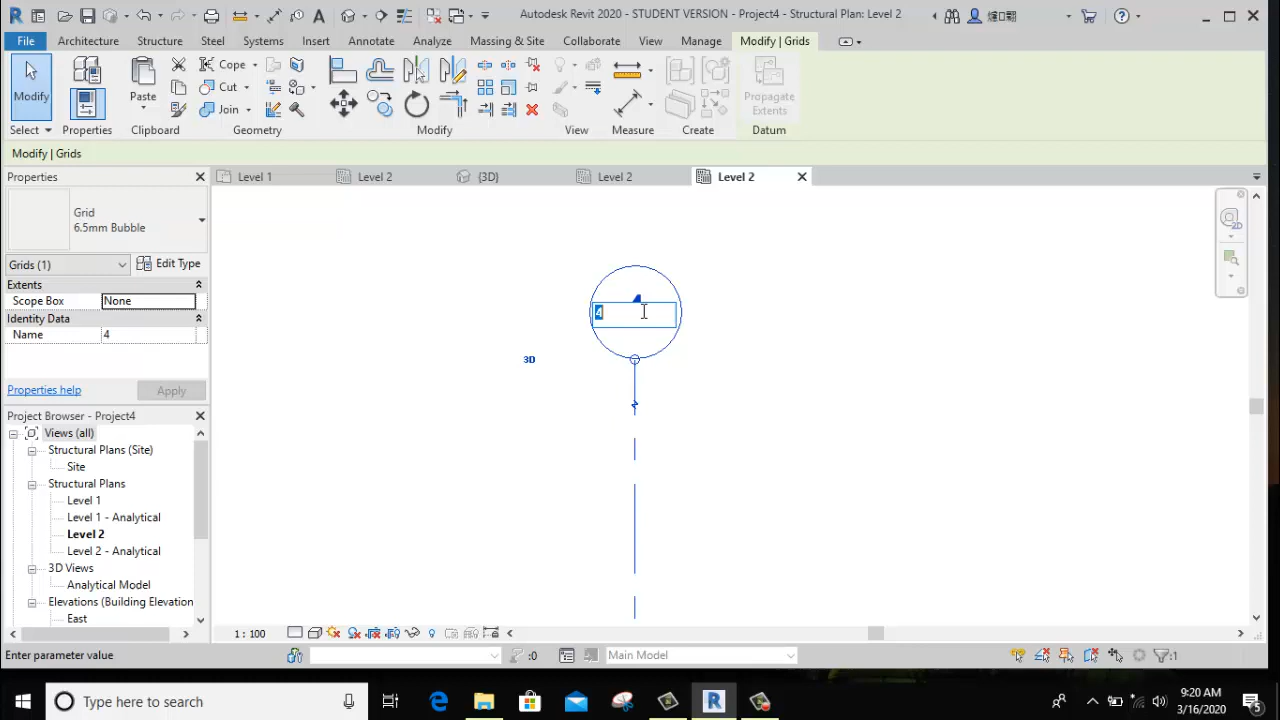 Autodesk Revit 2020 - STUDENT VERSION - Project4 - Structural Plan: Level 2
File Architecture Structure Steel Systems Insert Annotate Analyze Massing & Site Collaborate View Manage Modify | Grids
Modify Paste Cope Cut Join Propagate Extents
Select Properties Clipboard Geometry Modify View Measure Create Datum
Modify | Grids
Properties
Level 1 Level 2 {3D} Level 2 Level 2
Grid
6.5mm Bubble
Grids (1) Edit Type
Extents
Scope Box None
Identity Data
Name 4
Properties help Apply
Project Browser - Project4
Views (all)
Structural Plans (Site)
Site
Structural Plans
Level 1
Level 1 - Analytical
Level 2
Level 2 - Analytical
3D Views
Analytical Model
Elevations (Building Elevation
East
4
3D
2D
1 : 100
Enter parameter value :0 Main Model :1
Type here to search
9:20 AM
3/16/2020
5